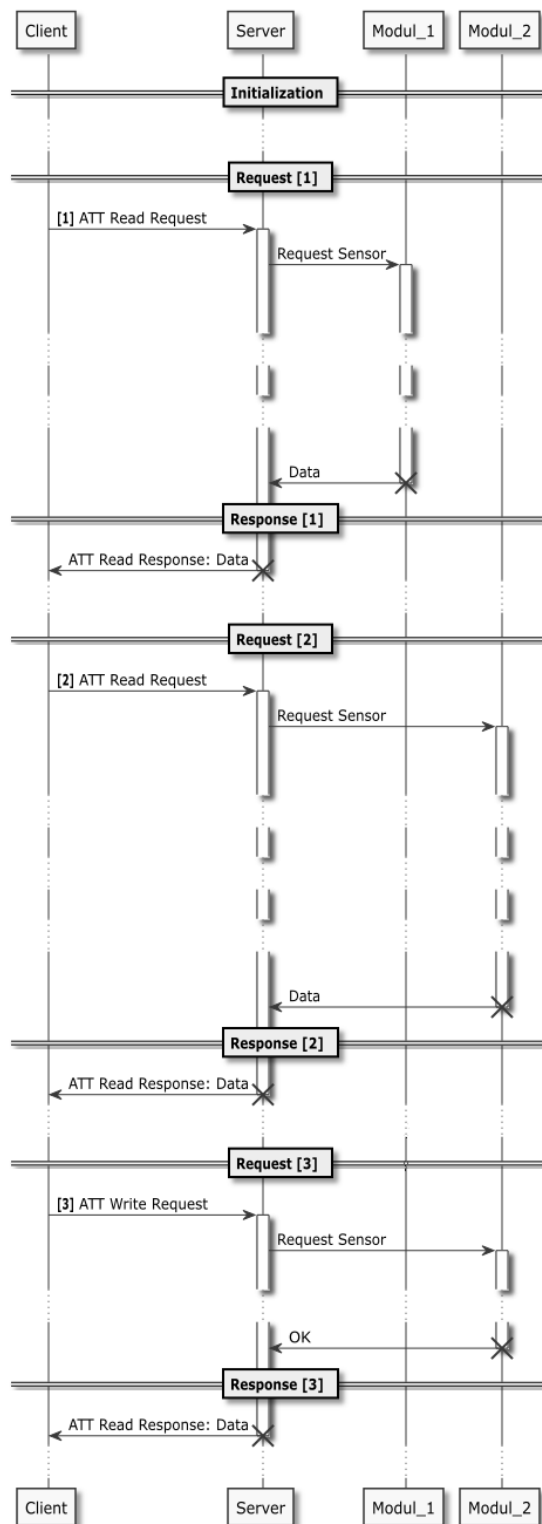 Client Server Modul_1 Modul_2
Initialization
Request [1]
[1] ATT Read Request
Request Sensor
Data
Response [1]
ATT Read Response: Data
Request [2]
[2] ATT Read Request
Request Sensor
Data
Response [2]
ATT Read Response: Data
Request [3]
[3] ATT Write Request
Request Sensor
OK
Response [3]
ATT Read Response: Data
Client Server Modul_1 Modul_2